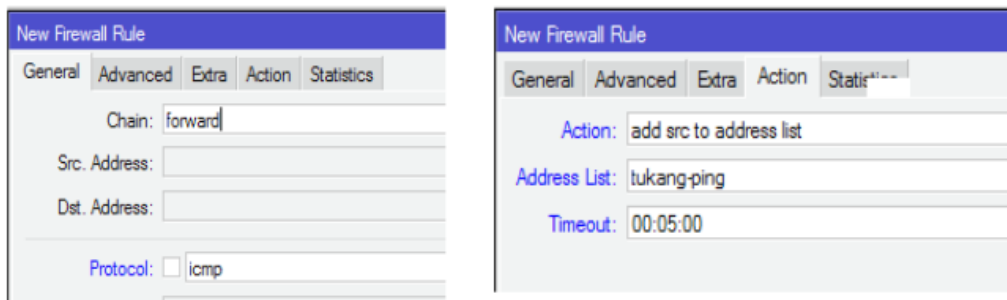 New Firewall Rule
General Advanced Extra Action Statistics
Chain: forward
Src. Address:
Dst. Address:
Protocol: icmp
New Firewall Rule
General Advanced Extra Action
Action: add src to address list
Address List: tukang-ping
Timeout: 00:05:00